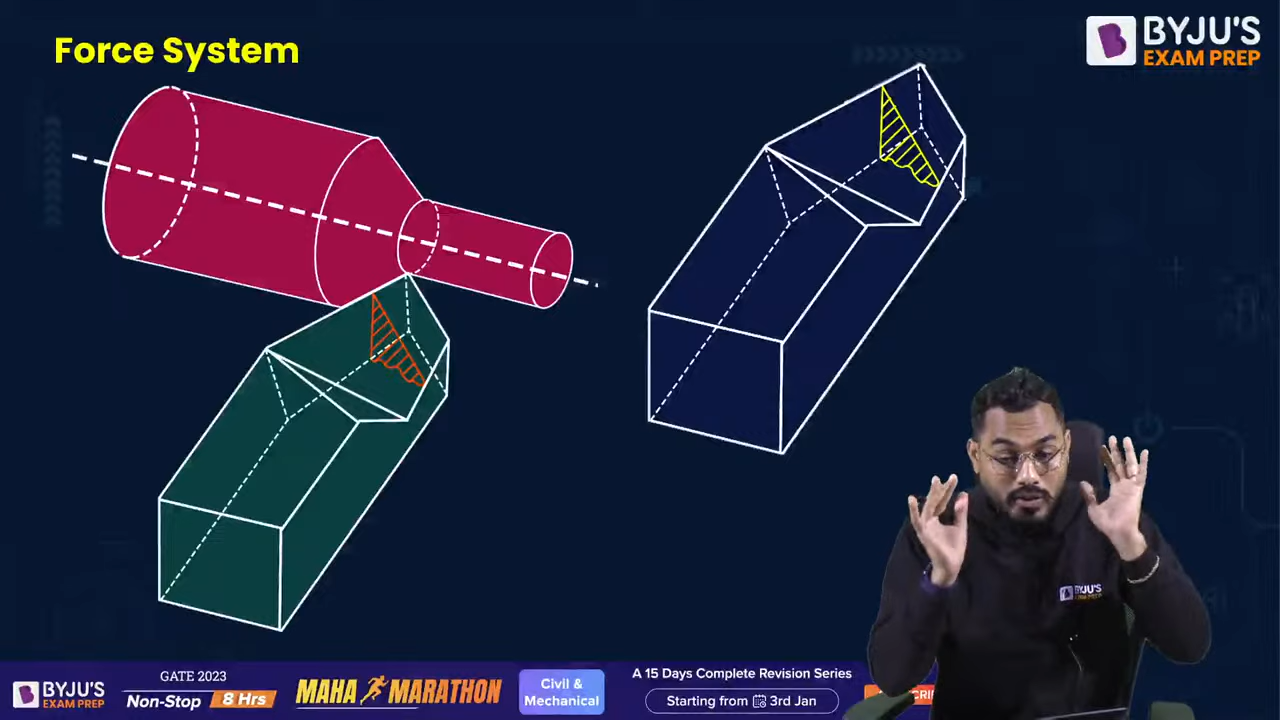 Force System
BYJU'S
EXAM PREP
BYJU'S
BYJU'S
EXAM PREP
GATE 2023
Non-Stop 8 Hrs
MAHA MARATHON
Civil &
Mechanical
A 15 Days Complete Revision Series
Starting from 3rd Jan